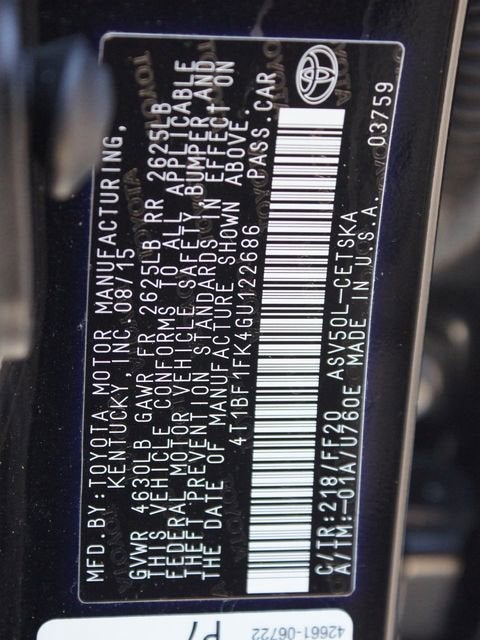 MFD.BY:TOYOTA MOTOR MANUFACTURING,
KENTUCKY, INC.08/15
GVWR 4630LB GAWR FR 2625LB RR 2625LB
THIS VEHICLE CONFORMS TO ALL APPLICABLE
FEDERAL MOTOR VEHICLE SAFETY,BUMPER,AND
THEFT PREVENTION STANDARDS IN EFFECT ON
THE DATE OF MANUFACTURE SHOWN ABOVE.
4T1BF1FK4GU122686 PASS.CAR
C/TR:218/FF20 ASV50L-CETSKA
A/TM:-01A/U760E MADE IN U.S.A.
03759
42661-06722